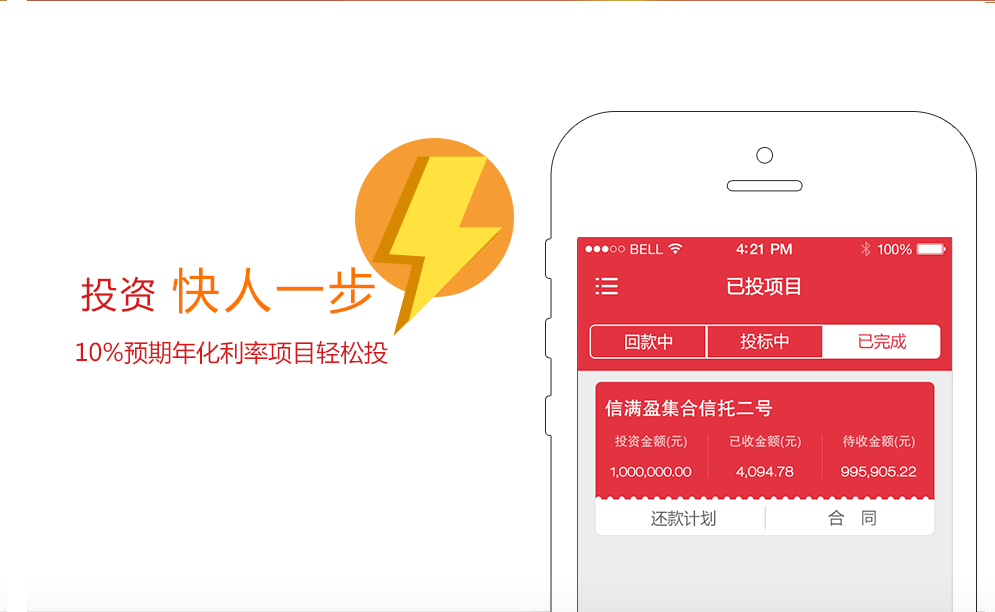 投资 快人一步
10%预期年化利率项目轻松投
BELL 4:21 PM 100%
已投项目
回款中 投标中 已完成
信满盈集合信托二号
投资金额(元) 已收金额(元) 待收金额(元)
1,000,000.00 4,094.78 995,905.22
还款计划 合 同